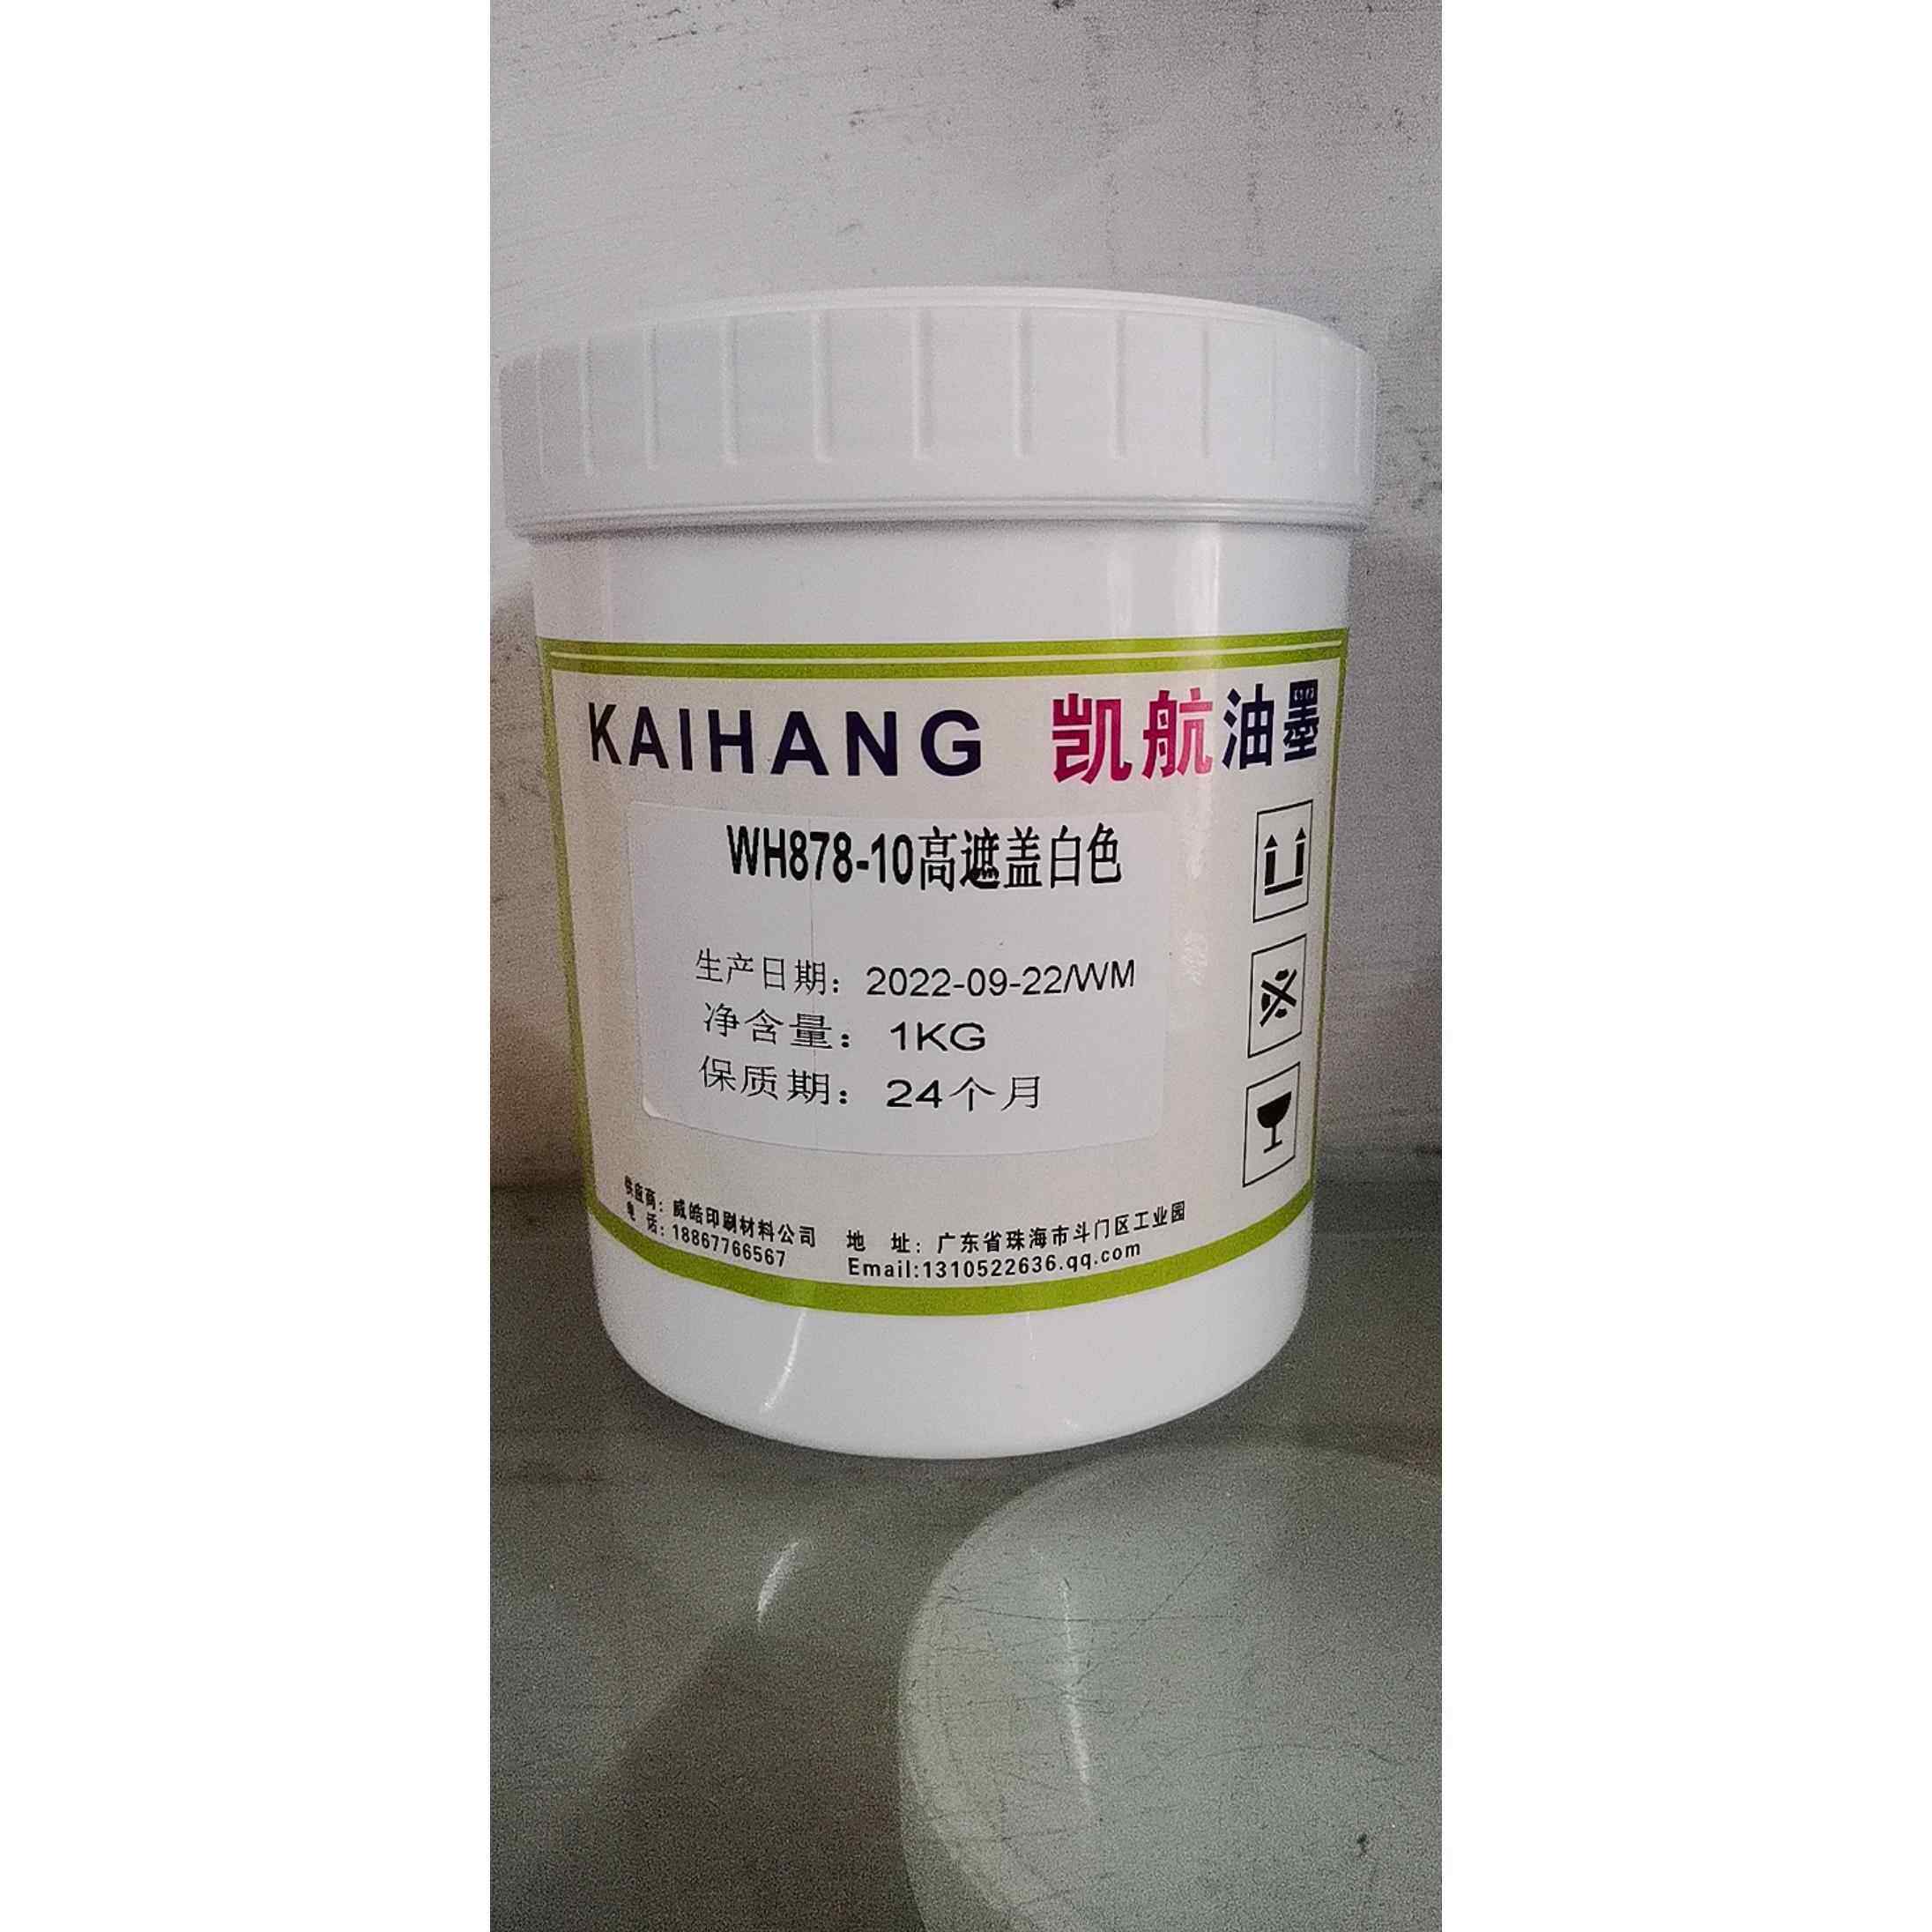 KAIHANG 凯航油墨
WH878-10高遮盖白色
生产日期：2022-09-22/WM
净含量：1KG
保质期：24个月
供应商：威皓印刷材料公司 地 址：广东省珠海市斗门区工业园
电 话：18867766567 Email:1310522636.qq.com